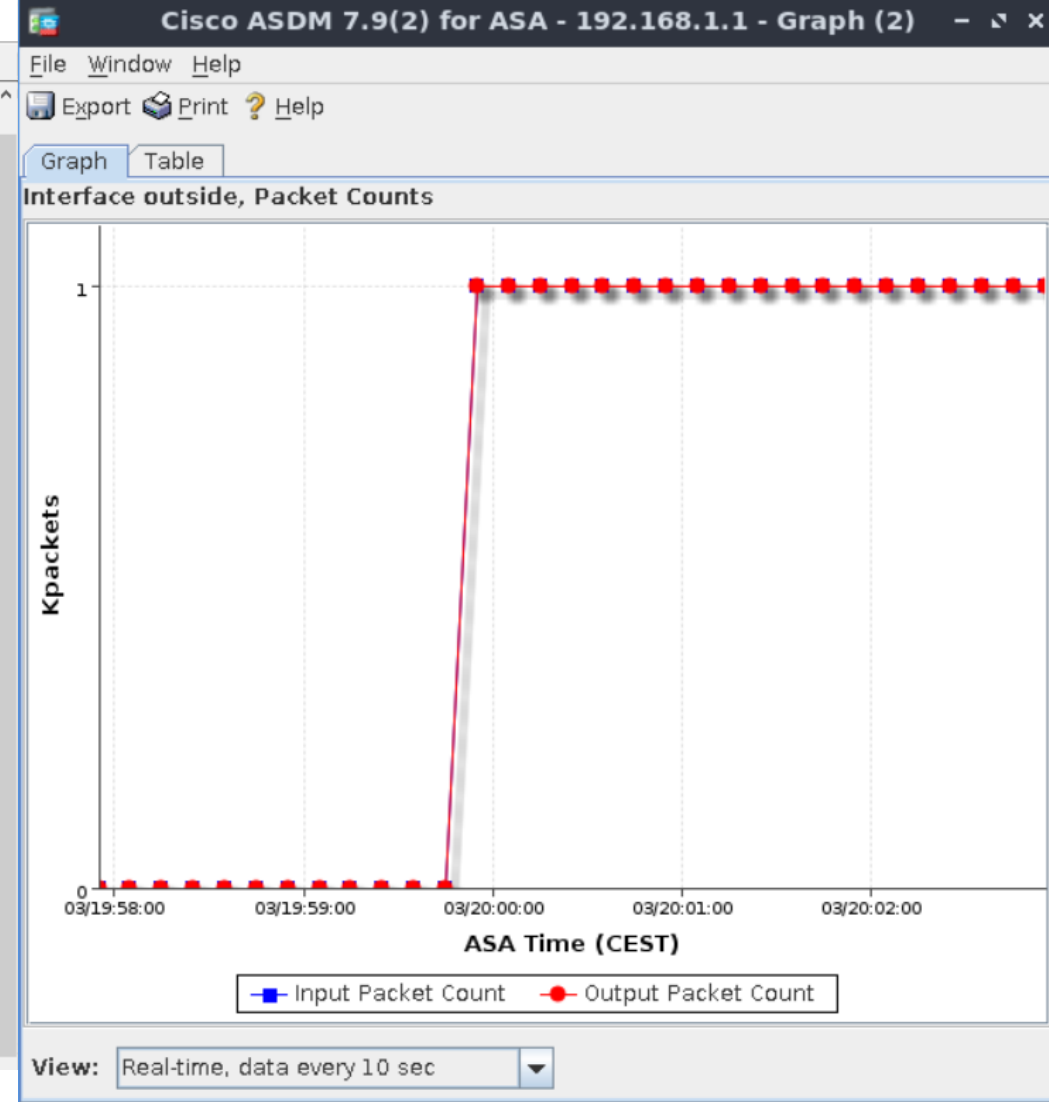 Cisco ASDM 7.9(2) for ASA - 192.168.1.1 - Graph (2)
File Window Help
Export Print Help
Graph Table
Interface outside, Packet Counts
1
Kpackets
0
03/19:58:00 03/19:59:00 03/20:00:00 03/20:01:00 03/20:02:00
ASA Time (CEST)
Input Packet Count Output Packet Count
View: Real-time, data every 10 sec